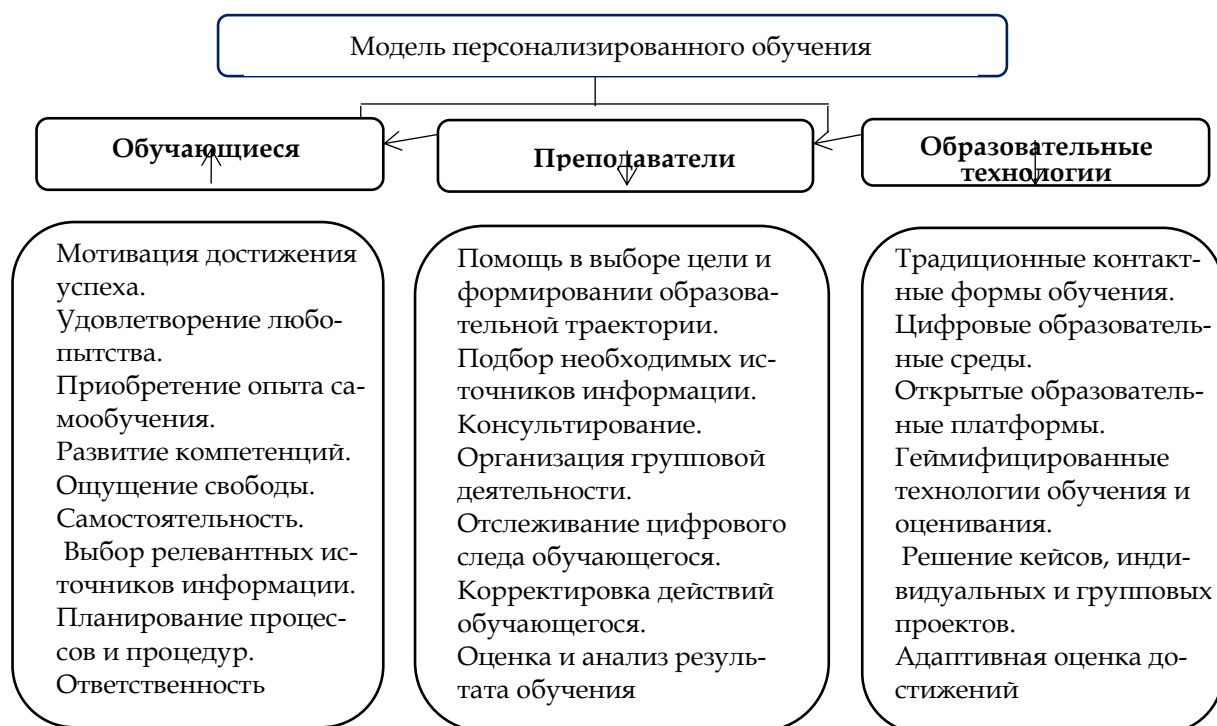 Модель персонализированного обучения
Обучающиеся
Преподаватели
Образовательные
технологии
Мотивация достижения
успеха.
Удовлетворение любо-
пытства.
Приобретение опыта са-
мообучения.
Развитие компетенций.
Ощущение свободы.
Самостоятельность.
Выбор релевантных ис-
точников информации.
Планирование процес-
сов и процедур.
Ответственность
Помощь в выборе цели и
формировании образова-
тельной траектории.
Подбор необходимых ис-
точников информации.
Консультирование.
Организация групповой
деятельности.
Отслеживание цифрового
следа обучающегося.
Корректировка действий
обучающегося.
Оценка и анализ резуль-
тата обучения
Традиционные контакт-
ные формы обучения.
Цифровые образователь-
ные среды.
Открытые образователь-
ные платформы.
Геймифицированные
технологии обучения и
оценивания.
Решение кейсов, инди-
видуальных и групповых
проектов.
Адаптивная оценка до-
стижений